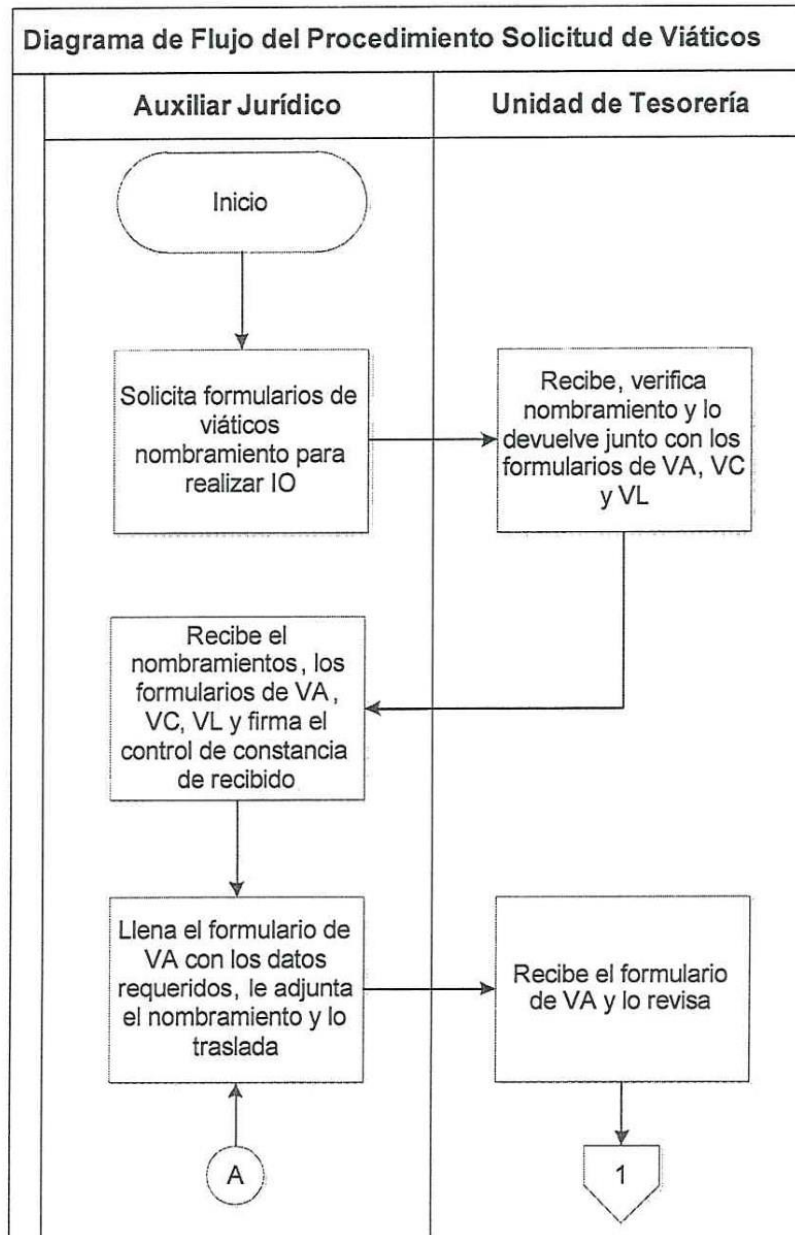 Diagrama de Flujo del Procedimiento Solicitud de Viáticos
Auxiliar Jurídico
Unidad de Tesorería
Inicio
Solicita formularios de
viáticos
nombramiento para
realizar IO
Recibe, verifica
nombramiento y lo
devuelve junto con los
formularios de VA, VC
y VL
Recibe el
nombramientos, los
formularios de VA,
VC, VL y firma el
control de constancia
de recibido
Llena el formulario de
VA con los datos
requeridos, le adjunta
el nombramiento y lo
traslada
Recibe el formulario
de VA y lo revisa
A
1